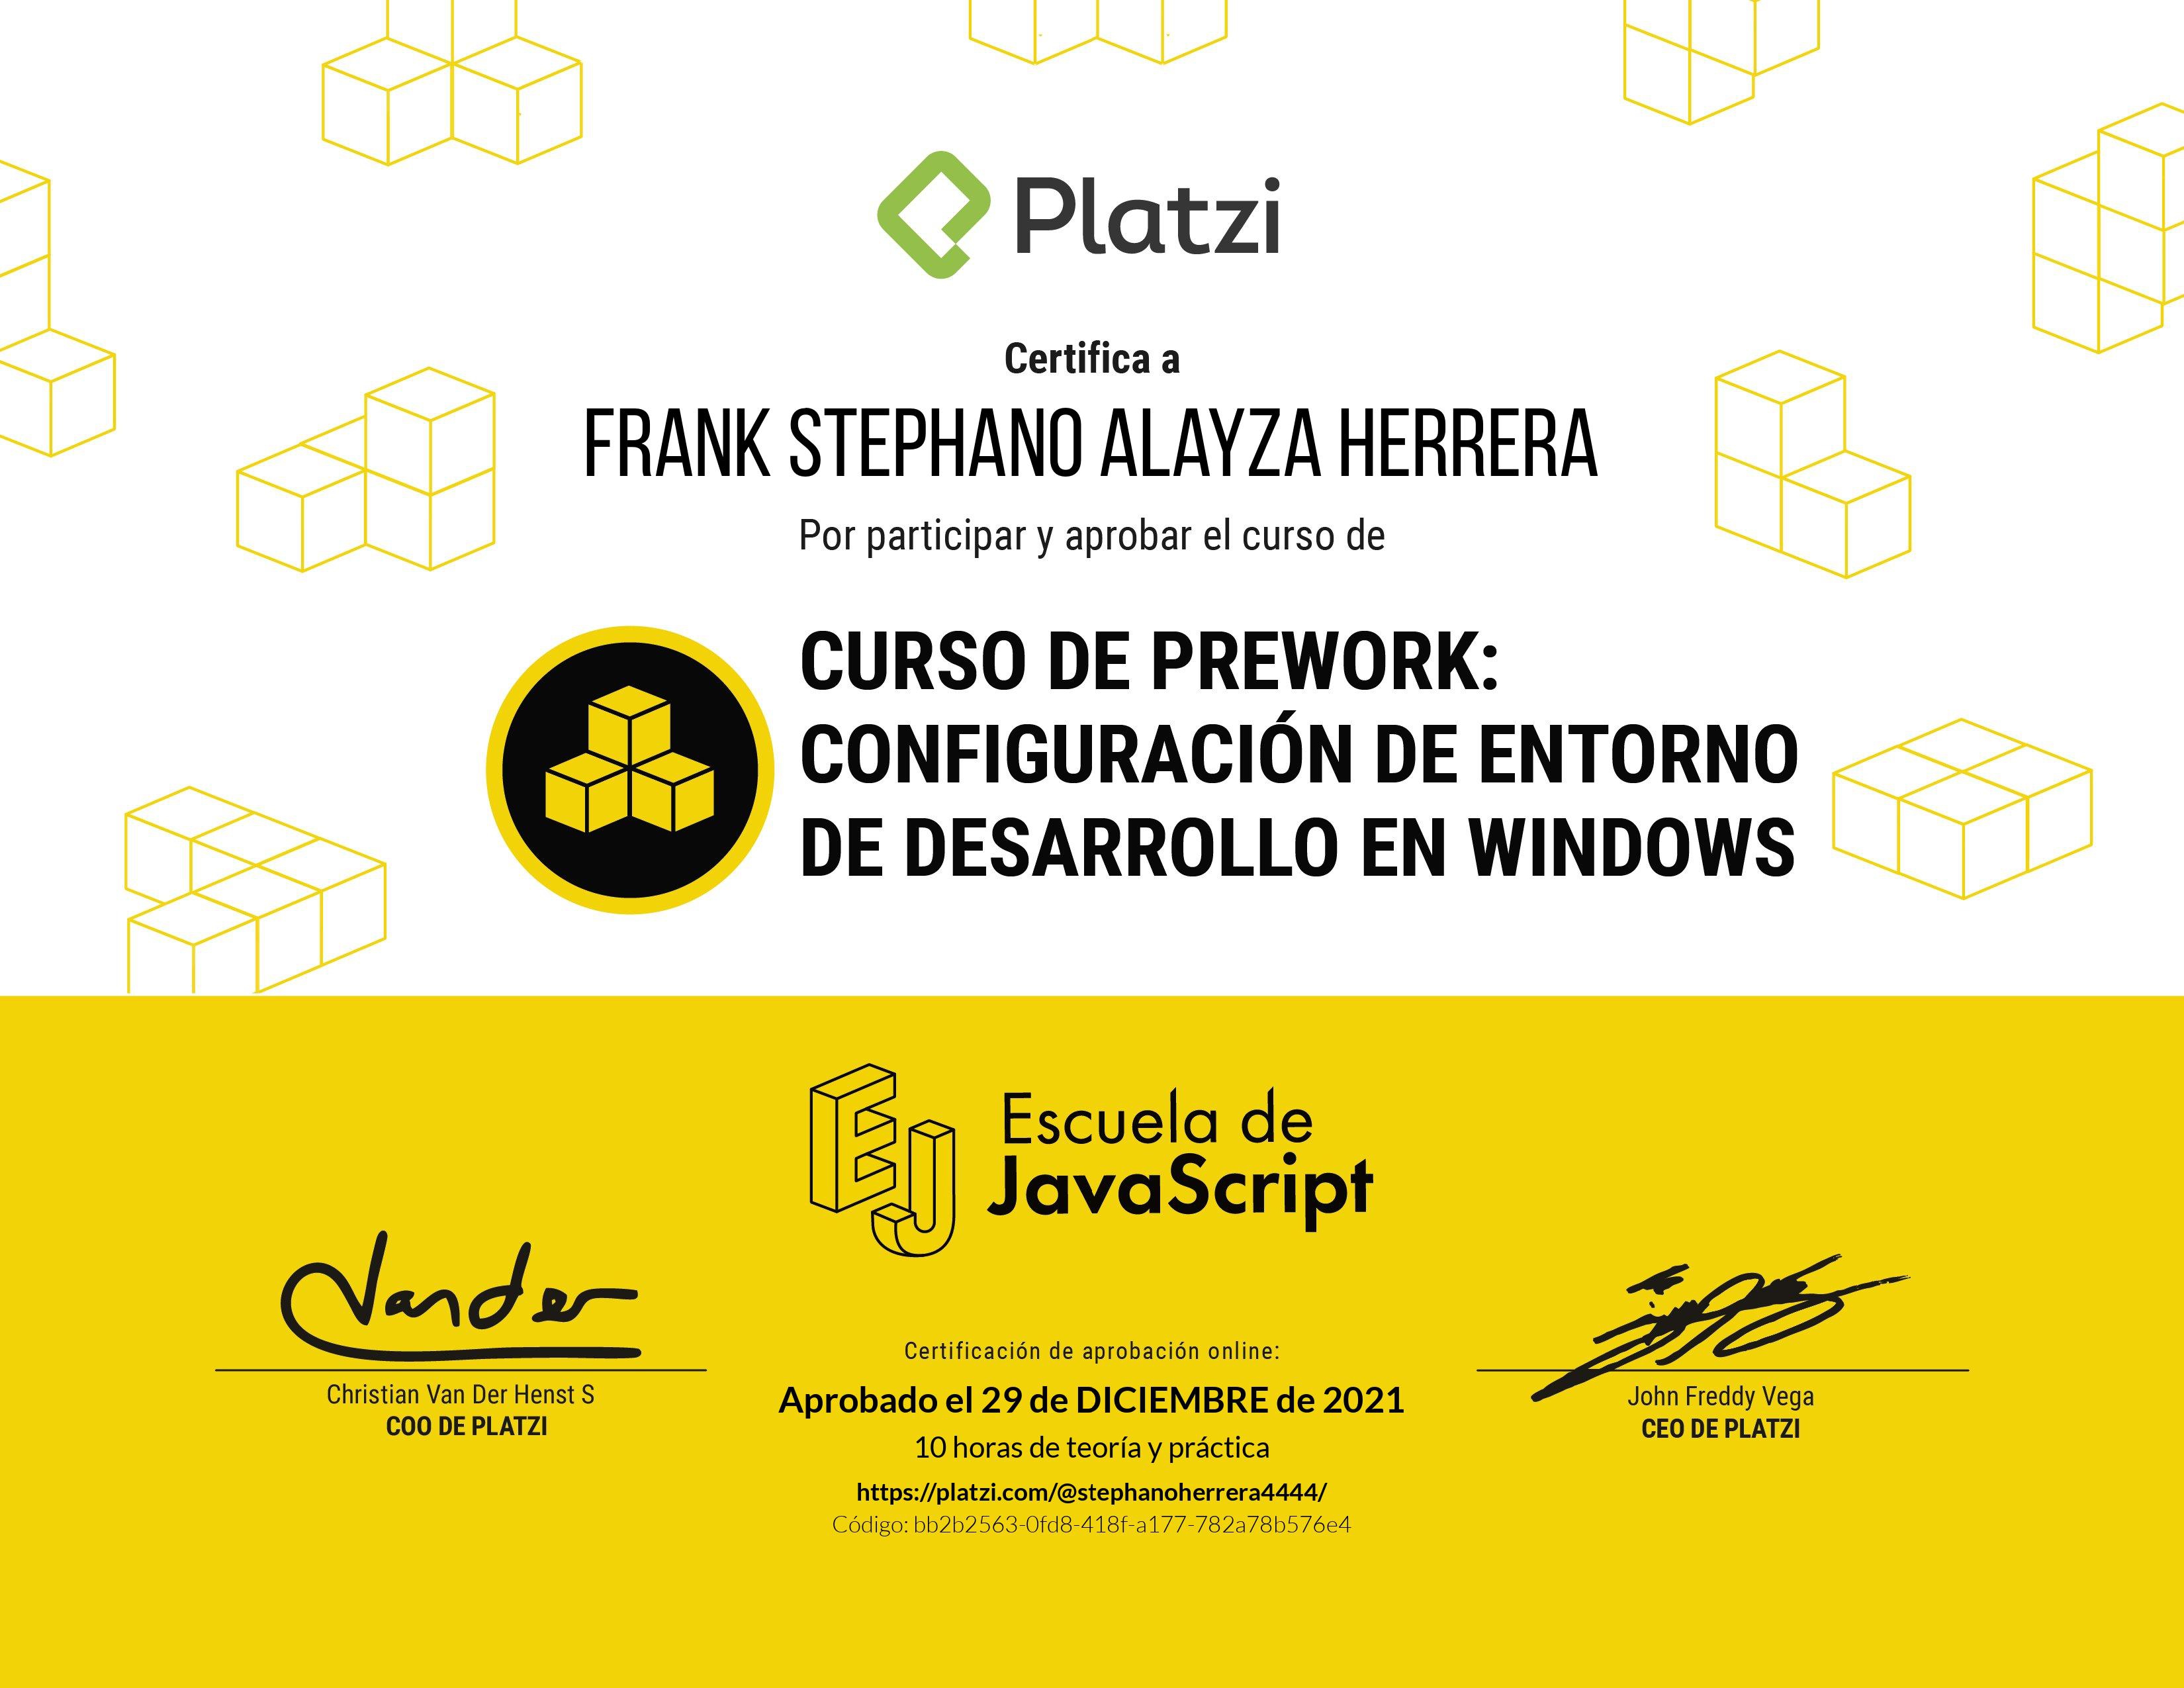 Platzi
Certifica a
FRANK STEPHANO ALAYZA HERRERA
Por participar y aprobar el curso de
CURSO DE PREWORK:
CONFIGURACIÓN DE ENTORNO
DE DESARROLLO EN WINDOWS
EJ
Escuela de
JavaScript
Vander
Christian Van Der Henst S
COO DE PLATZI
Certificación de aprobación online:
Aprobado el 29 de DICIEMBRE de 2021
10 horas de teoría y práctica
https://platzi.com/@stephanoherrera4444/
Código: bb2b2563-0fd8-418f-a177-782a78b576e4
John Freddy Vega
CEO DE PLATZI